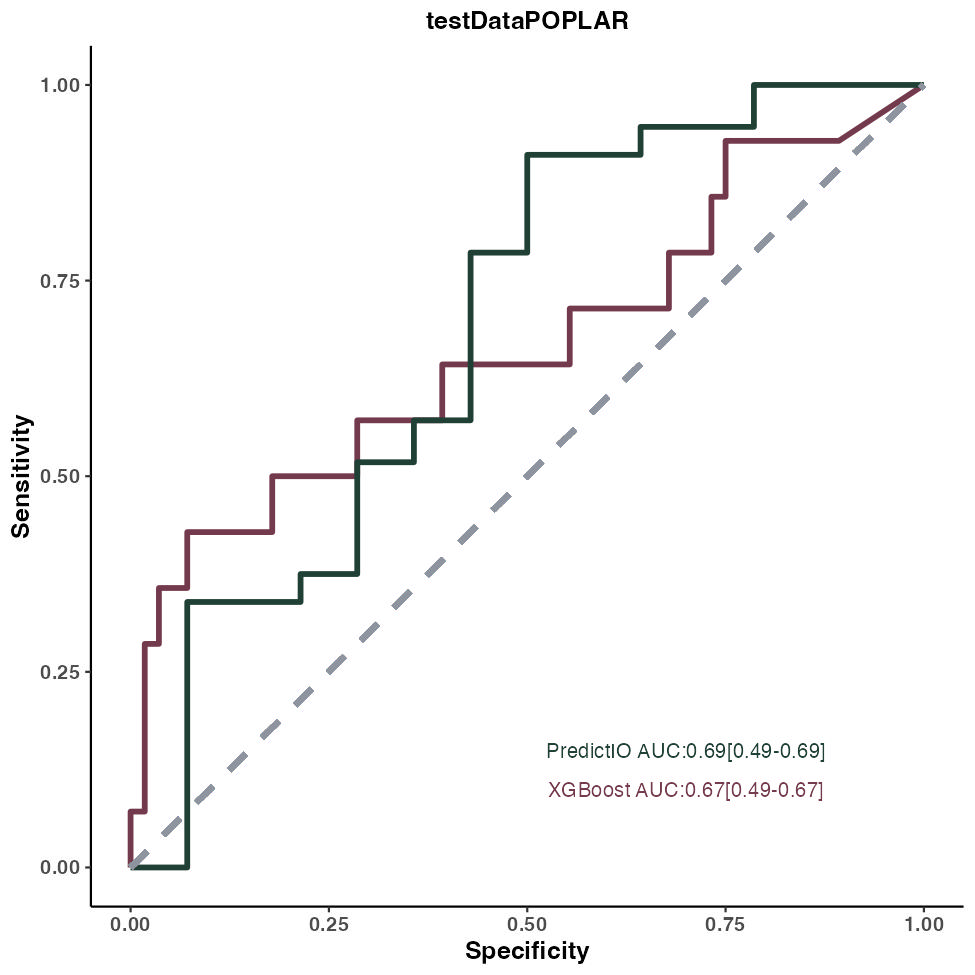 testDataPOPLAR
Sensitivity
1.00
0.75
0.50
0.25
0.00
PredictIO AUC:0.69[0.49-0.69]
XGBoost AUC:0.67[0.49-0.67]
0.00 0.25 0.50 0.75 1.00
Specificity